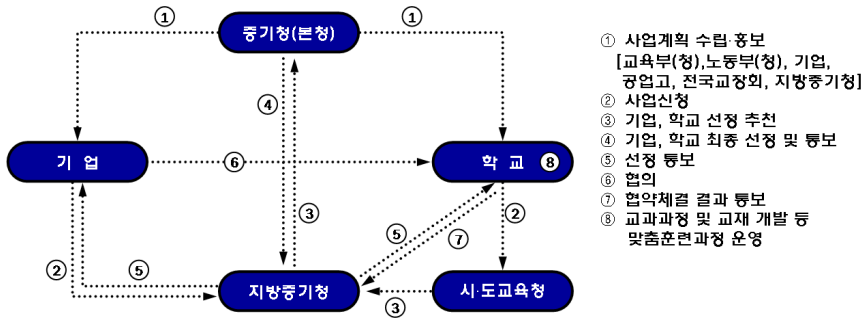 ① 중기청(본청) ①
④
기 업
⑥
학 교 ⑧
③
②
⑤
⑤
⑦
②
지방중기청
③
시·도교육청
① 사업계획 수립·홍보
[교육부(청),노동부(청), 기업,
공업고, 전국교장회, 지방중기청]
② 사업신청
③ 기업, 학교 선정 추천
④ 기업, 학교 최종 선정 및 통보
⑤ 선정 통보
⑥ 협의
⑦ 협약체결 결과 통보
⑧ 교과과정 및 교재 개발 등
맞춤훈련과정 운영